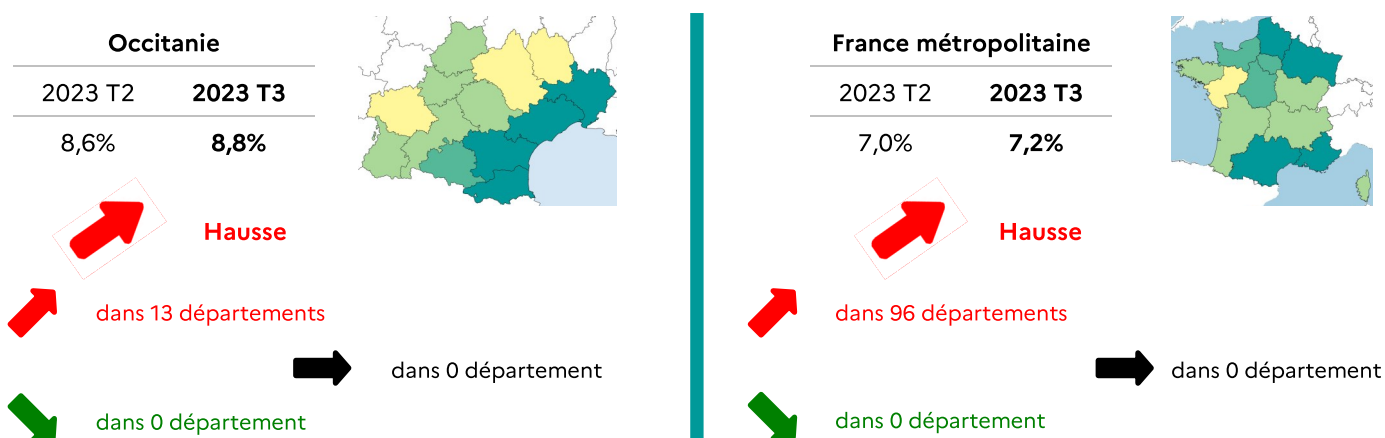 Occitanie
2023 T2 2023 T3
8,6% 8,8%
Hausse
dans 13 départements
dans 0 département
dans 0 département
France métropolitaine
2023 T2 2023 T3
7,0% 7,2%
Hausse
dans 96 départements
dans 0 département
dans 0 département